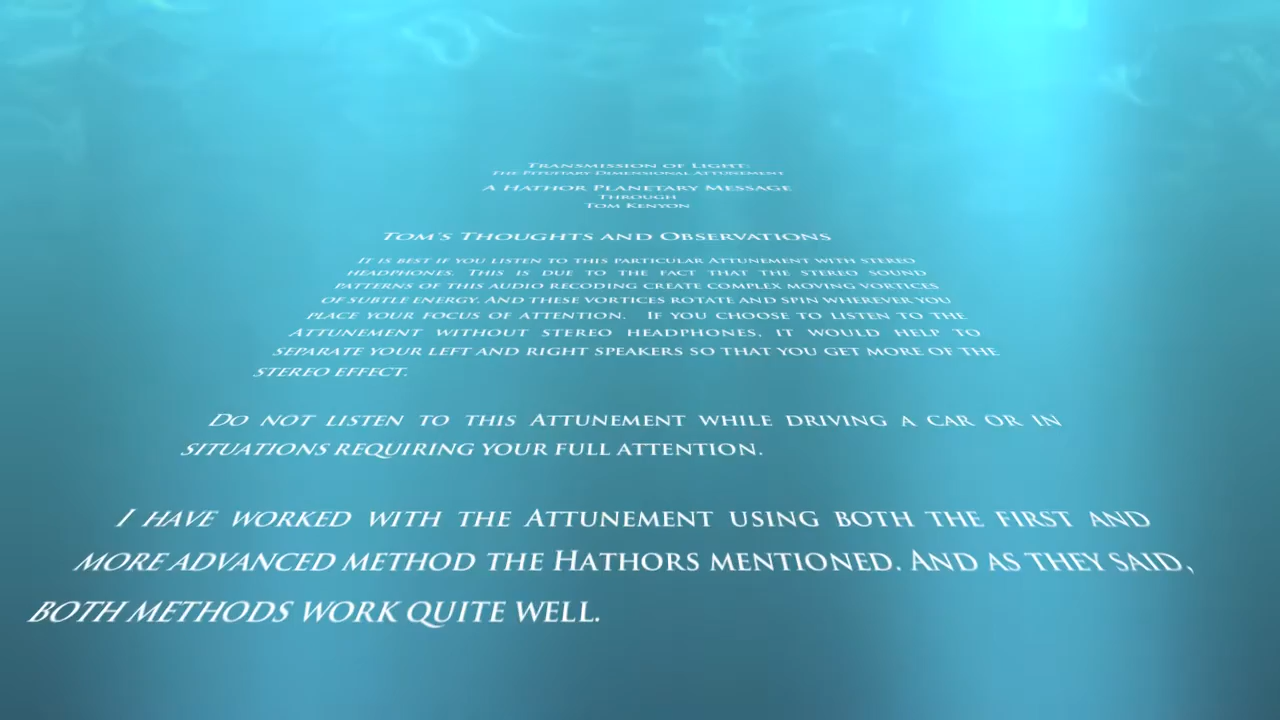 Transmission of Light:
The Pituitary Dimensional Attunement
A Hathor Planetary Message
Through
Tom Kenyon
Tom's Thoughts and Observations
It is best if you listen to this particular Attunement with stereo
headphones. This is due to the fact that the stereo sound
patterns of this audio recoding create complex moving vortices
of subtle energy. And these vortices rotate and spin wherever you
place your focus of attention. If you choose to listen to the
Attunement without stereo headphones, it would help to
separate your left and right speakers so that you get more of the
stereo effect.
Do not listen to this Attunement while driving a car or in
situations requiring your full attention.
I have worked with the Attunement using both the first and
more advanced method the Hathors mentioned. And as they said,
both methods work quite well.